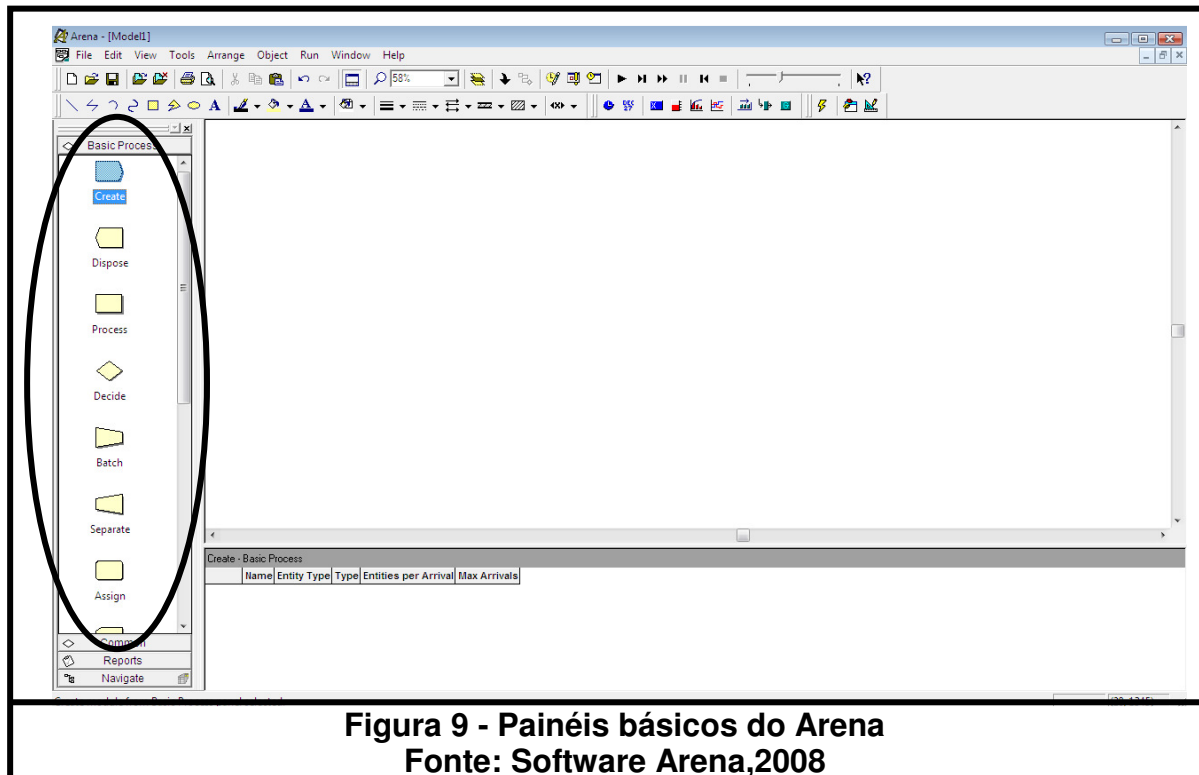 Arena - [Model1]
File Edit View Tools Arrange Object Run Window Help
58%
Basic Process
Create
Dispose
Process
Decide
Batch
Separate
Assign
Common
Reports
Navigate
Create - Basic Process
Name Entity Type Type Entities per Arrival Max Arrivals
Figura 9 - Painéis básicos do Arena
Fonte: Software Arena,2008